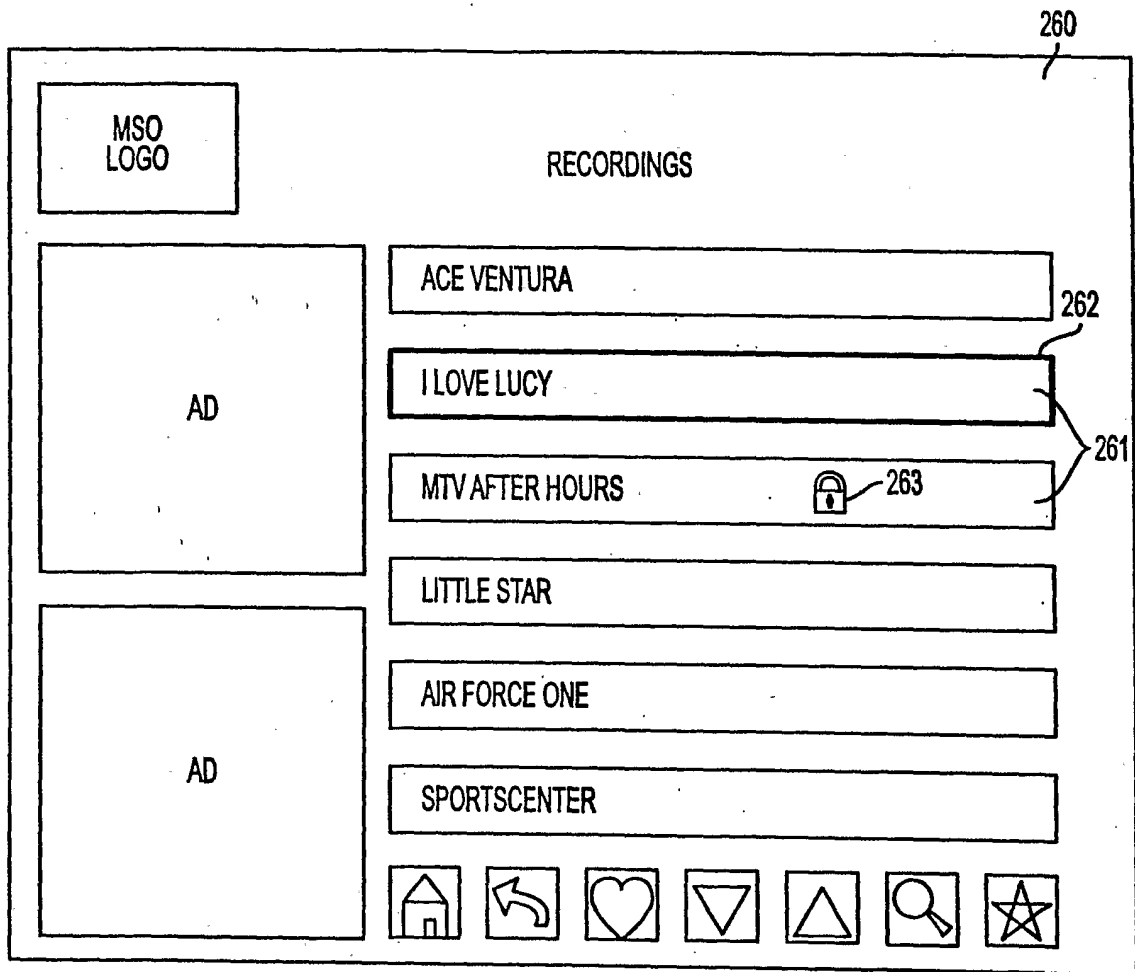 260
MSO
LOGO
RECORDINGS
AD
ACE VENTURA
262
I LOVE LUCY
261
MTV AFTER HOURS
263
LITTLE STAR
AD
AIR FORCE ONE
SPORTSCENTER